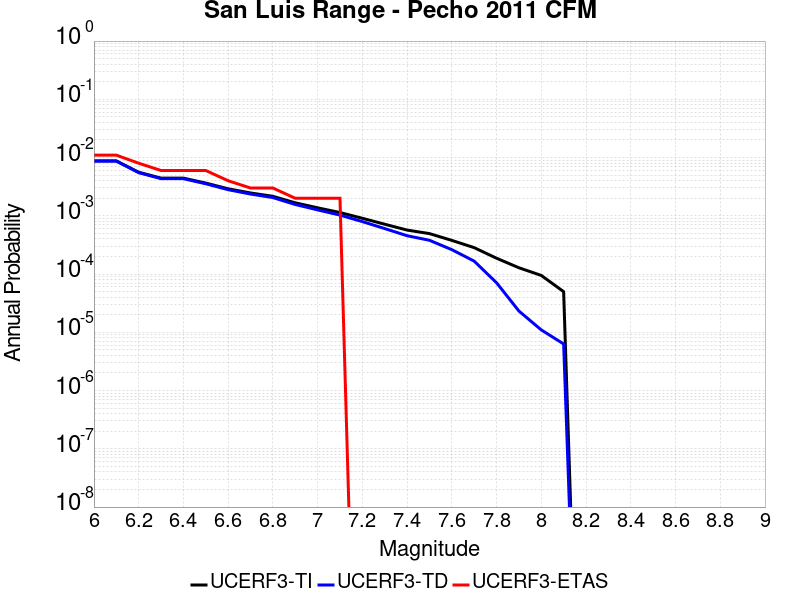 San Luis Range - Pecho 2011 CFM
10^0
10^-1
10^-2
10^-3
10^-4
10^-5
10^-6
10^-7
10^-8
Annual Probability
6 6.2 6.4 6.6 6.8 7 7.2 7.4 7.6 7.8 8 8.2 8.4 8.6 8.8 9
Magnitude
UCERF3-TI UCERF3-TD UCERF3-ETAS